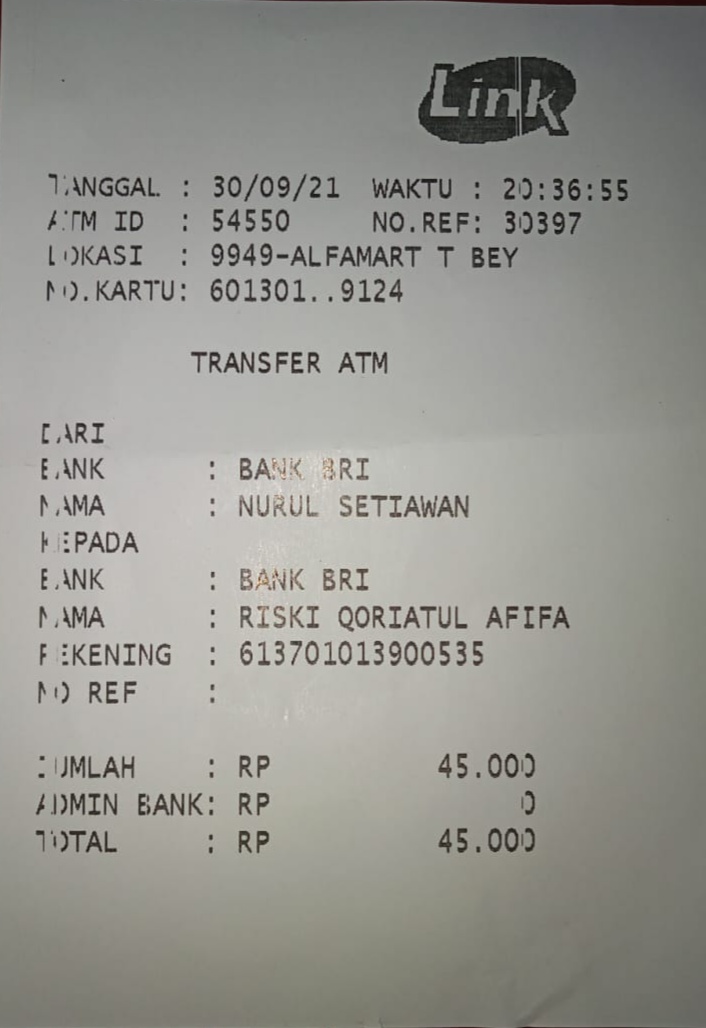 Link
TANGGAL : 30/09/21 WAKTU : 20:36:55
ATM ID : 54550 NO.REF: 30397
LOKASI : 9949-ALFAMART T BEY
NO.KARTU: 601301..9124
TRANSFER ATM
DARI
BANK : BANK BRI
NAMA : NURUL SETIAWAN
KEPADA
BANK : BANK BRI
NAMA : RISKI QORIATUL AFIFA
REKENING : 613701013900535
NO REF :
JUMLAH : RP 45.000
ADMIN BANK: RP 0
TOTAL : RP 45.000